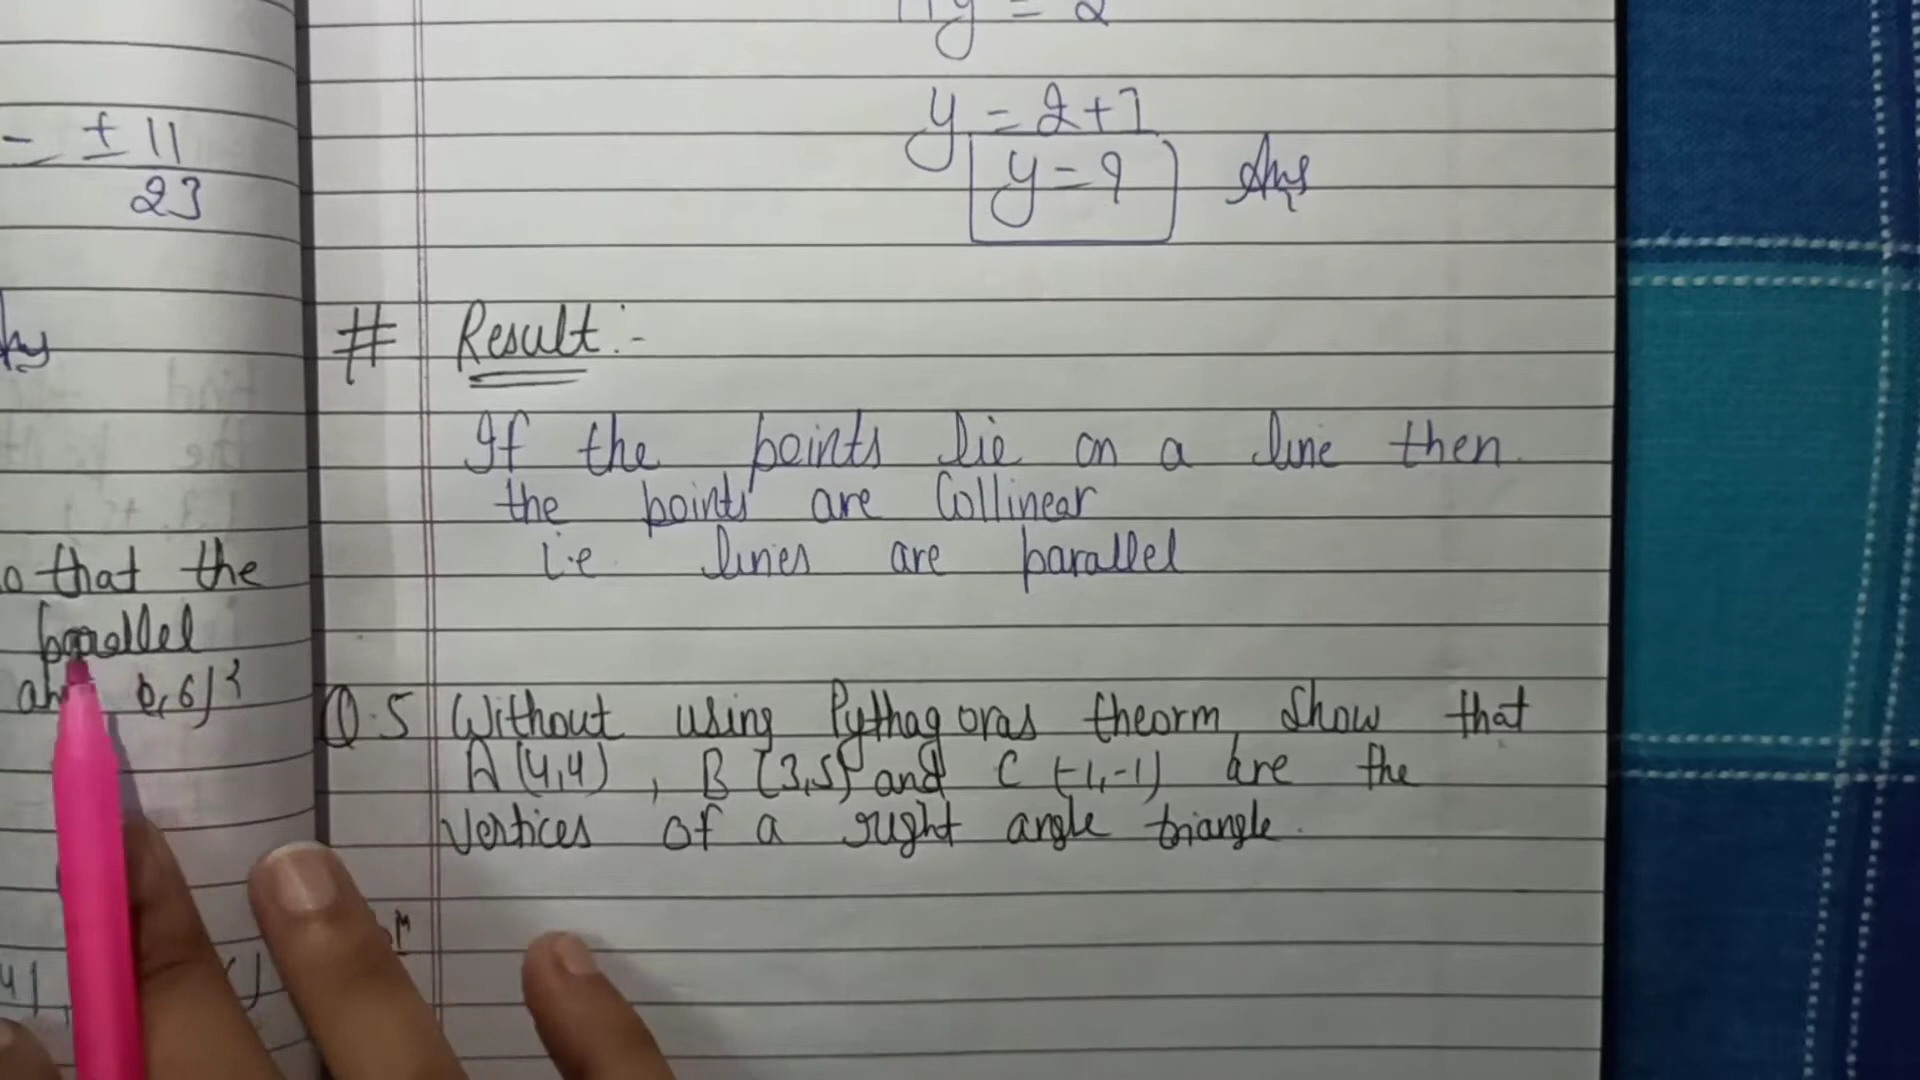 - ± 11
23
o that the
parallel
6)?
y = 2
y = 2+7
y = 9 Ans
# Result:-
If the points lie on a line then
the points are Collinear
i.e lines are parallel
Q.5 Without using Pythagoras theorm, Show that
A (4,4) , B (3,5) and C (-1,-1) are the
Vertices of a right angle triangle.